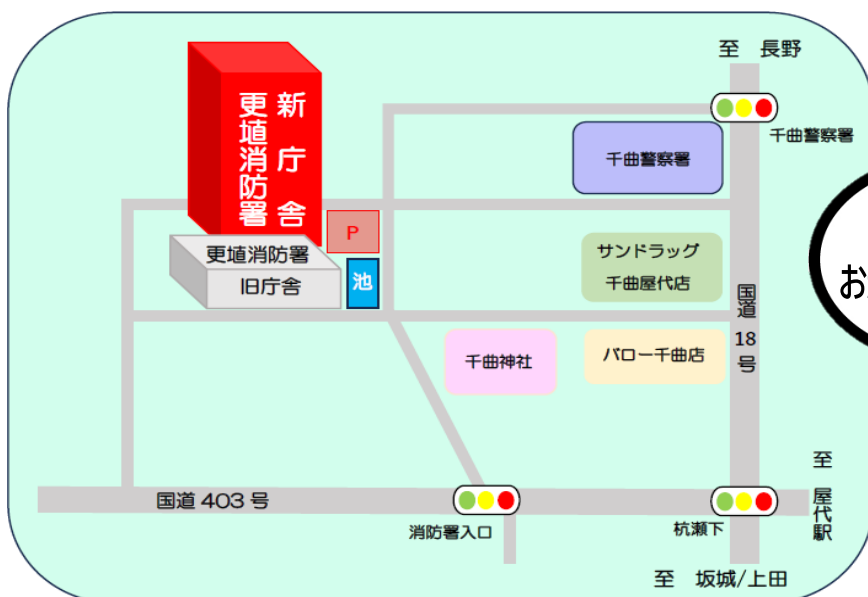 至 長野
千曲警察署
千曲警察署
新庁舎
更埴消防署
P
更埴消防署
旧庁舎
池
サンドラッグ
千曲屋代店
国道18号
千曲神社
バロー千曲店
お
至 屋代駅
国道403号
消防署入口
杭瀬下
至 坂城/上田